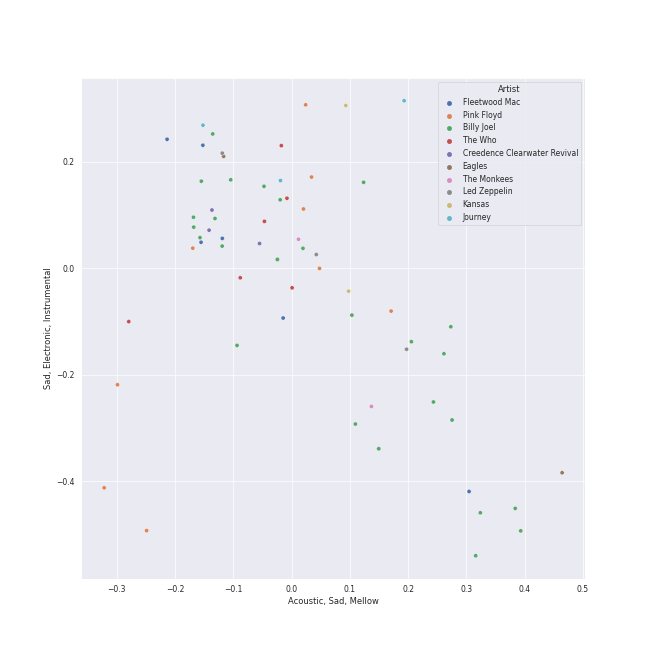 Artist
Fleetwood Mac
Pink Floyd
Billy Joel
The Who
Creedence Clearwater Revival
Eagles
The Monkees
Led Zeppelin
Kansas
Journey
0.2
0.0
−0.2
−0.4
Sad, Electronic, Instrumental
−0.3 −0.2 −0.1 0.0 0.1 0.2 0.3 0.4 0.5
Acoustic, Sad, Mellow